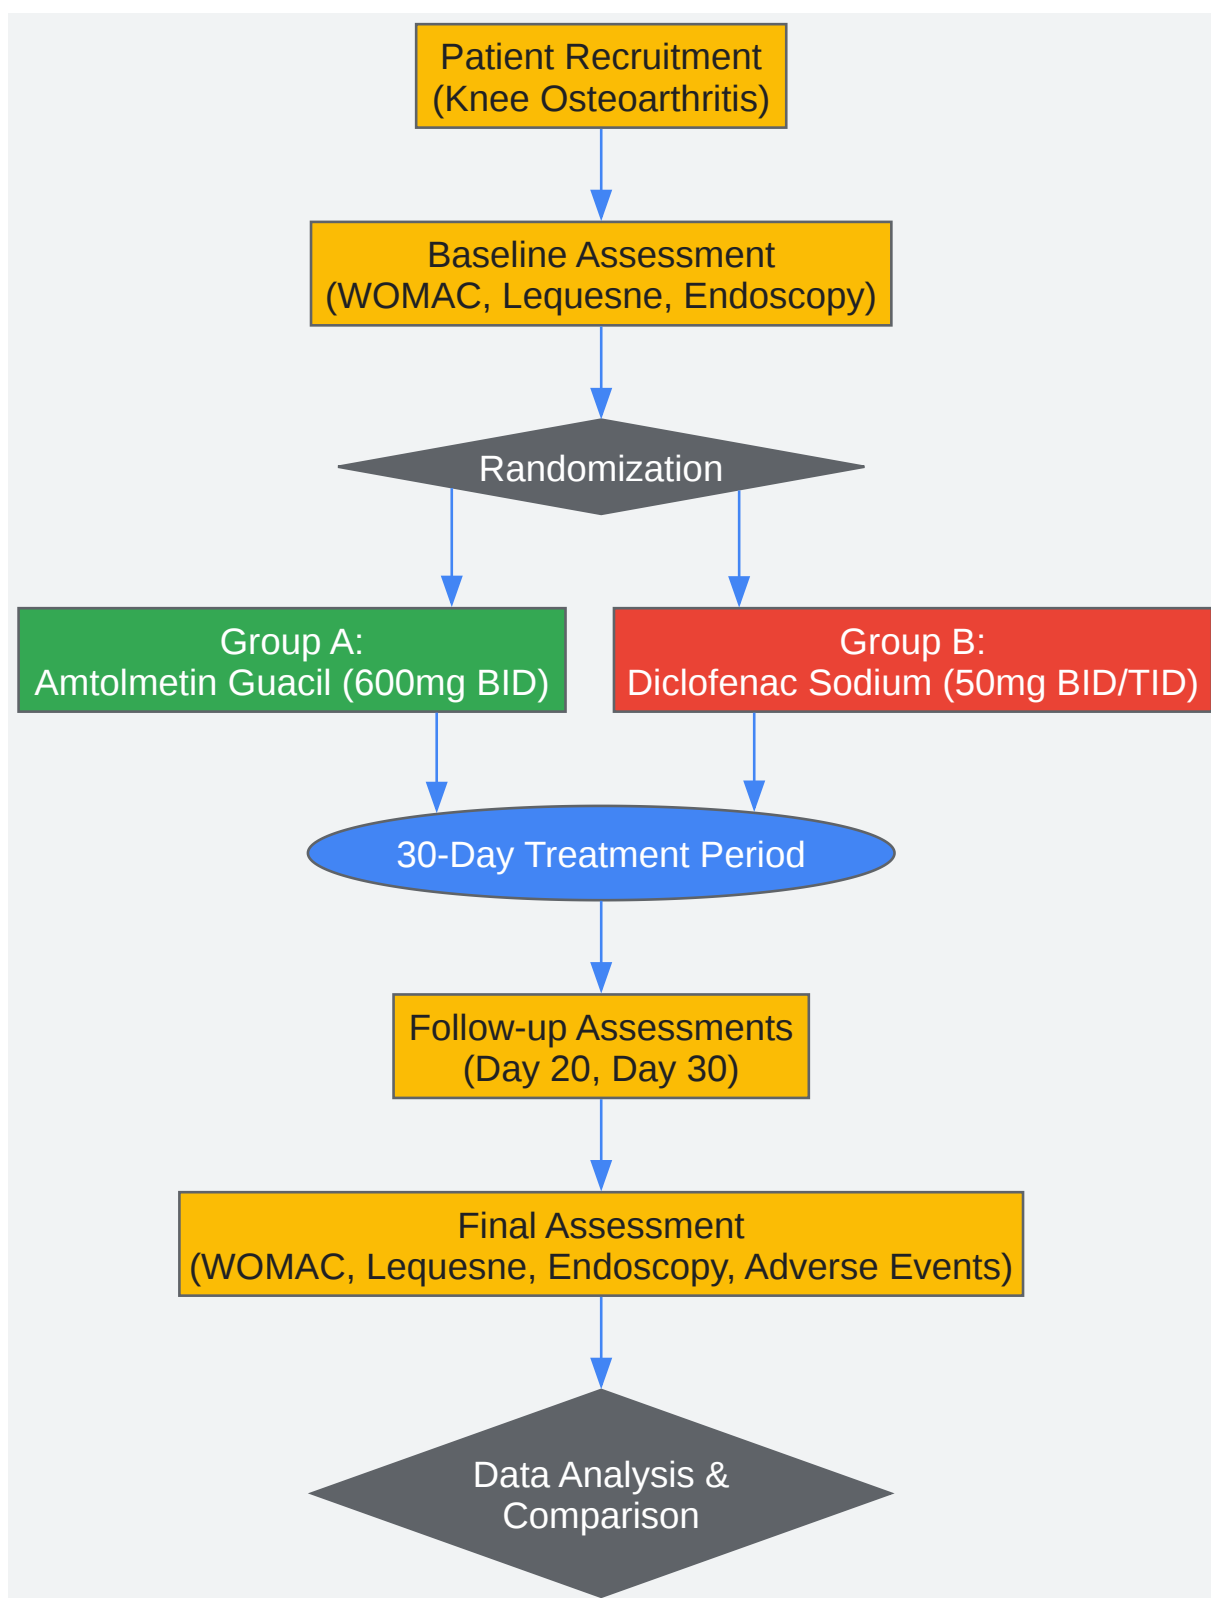 Patient Recruitment
(Knee Osteoarthritis)
Baseline Assessment
(WOMAC, Lequesne, Endoscopy)
Randomization
Group A:
Amtolmetin Guacil (600mg BID)
Group B:
Diclofenac Sodium (50mg BID/TID)
30-Day Treatment Period
Follow-up Assessments
(Day 20, Day 30)
Final Assessment
(WOMAC, Lequesne, Endoscopy, Adverse Events)
Data Analysis &
Comparison